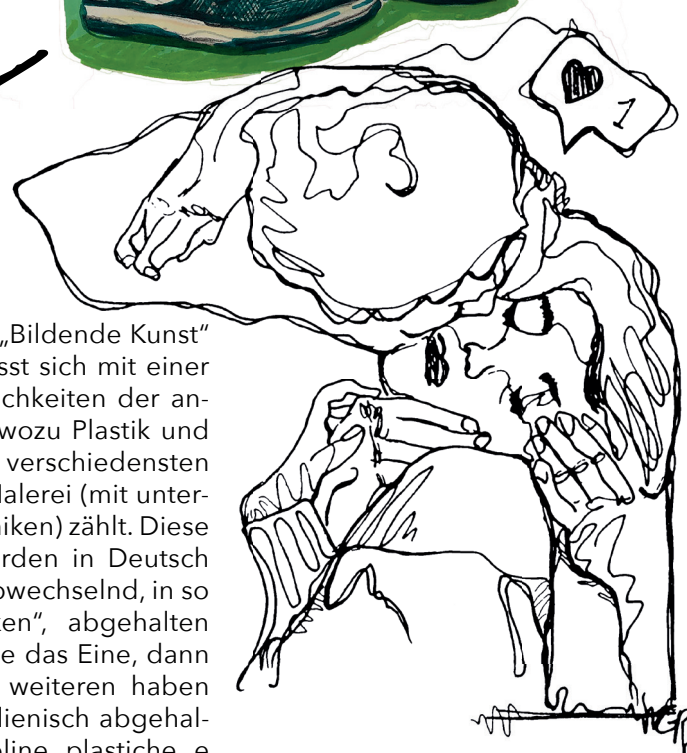 1
„Bildende Kunst“
sst sich mit einer
chkeiten der an-
wozu Plastik und
verschiedensten
Malerei (mit unter-
iken) zählt. Diese
rden in Deutsch
bwechselnd, in so
ken“, abgehalten
e das Eine, dann
weiteren haben
lienisch abgehal-
line plastiche e